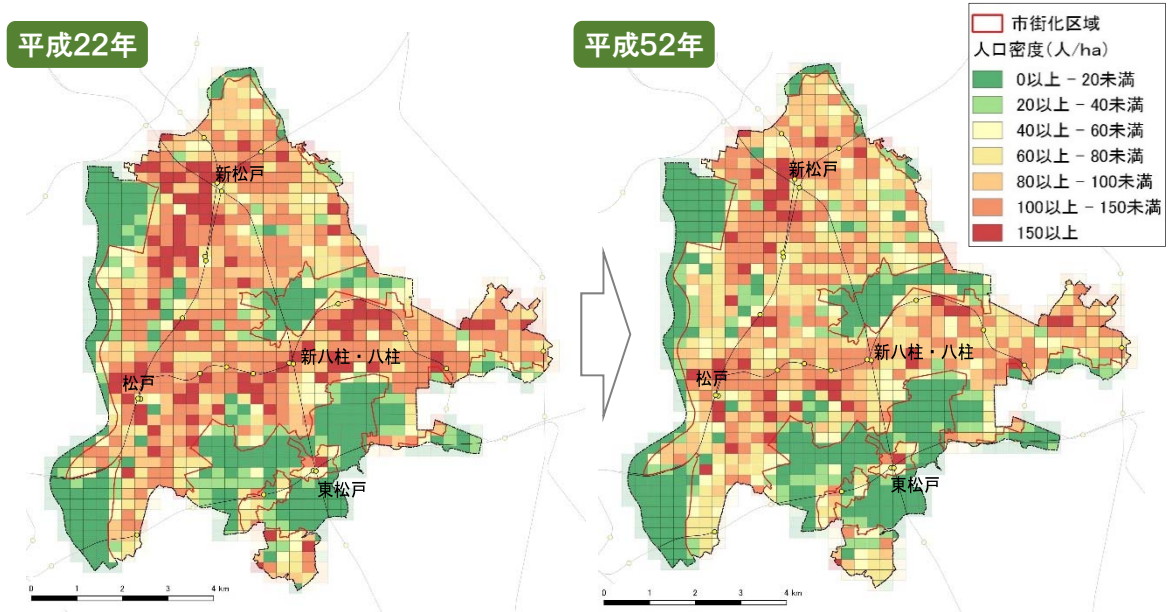 平成22年
平成52年
市街化区域
人口密度(人/ha)
0以上 - 20未満
20以上 - 40未満
40以上 - 60未満
60以上 - 80未満
80以上 - 100未満
100以上 - 150未満
150以上
新松戸
新八柱・八柱
松戸
東松戸
0 1 2 3 4 km
新松戸
新八柱・八柱
松戸
東松戸
0 1 2 3 4 km